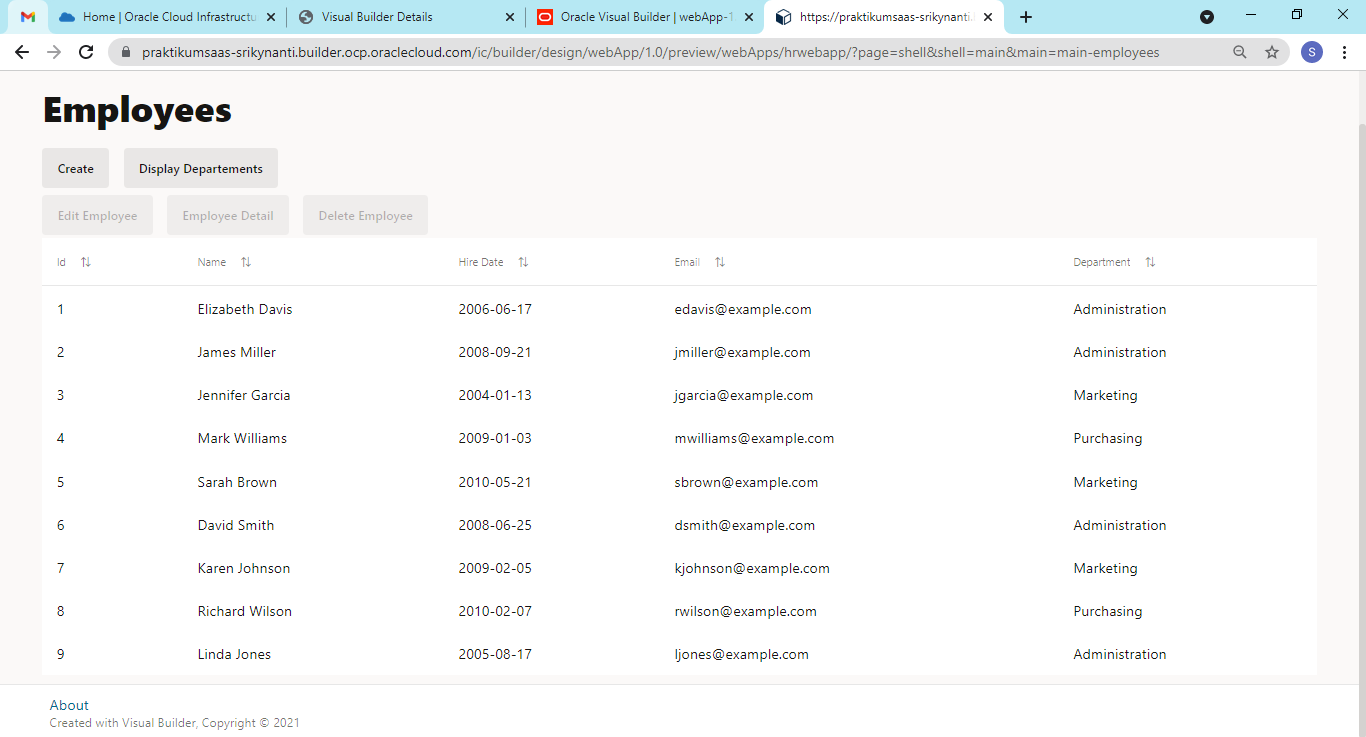 Home | Oracle Cloud Infrastructu
Visual Builder Details
Oracle Visual Builder | webApp-1
https://praktikumsaas-srikynanti.
praktikumsaas-srikynanti.builder.ocp.oraclecloud.com/ic/builder/design/webApp/1.0/preview/webApps/hrwebapp/?page=shell&shell=main&main=main-employees
S
Employees
Create Display Departements
Edit Employee Employee Detail Delete Employee
Id Name Hire Date Email Department
1 Elizabeth Davis 2006-06-17 edavis@example.com Administration
2 James Miller 2008-09-21 jmiller@example.com Administration
3 Jennifer Garcia 2004-01-13 jgarcia@example.com Marketing
4 Mark Williams 2009-01-03 mwilliams@example.com Purchasing
5 Sarah Brown 2010-05-21 sbrown@example.com Marketing
6 David Smith 2008-06-25 dsmith@example.com Administration
7 Karen Johnson 2009-02-05 kjohnson@example.com Marketing
8 Richard Wilson 2010-02-07 rwilson@example.com Purchasing
9 Linda Jones 2005-08-17 ljones@example.com Administration
About
Created with Visual Builder, Copyright © 2021